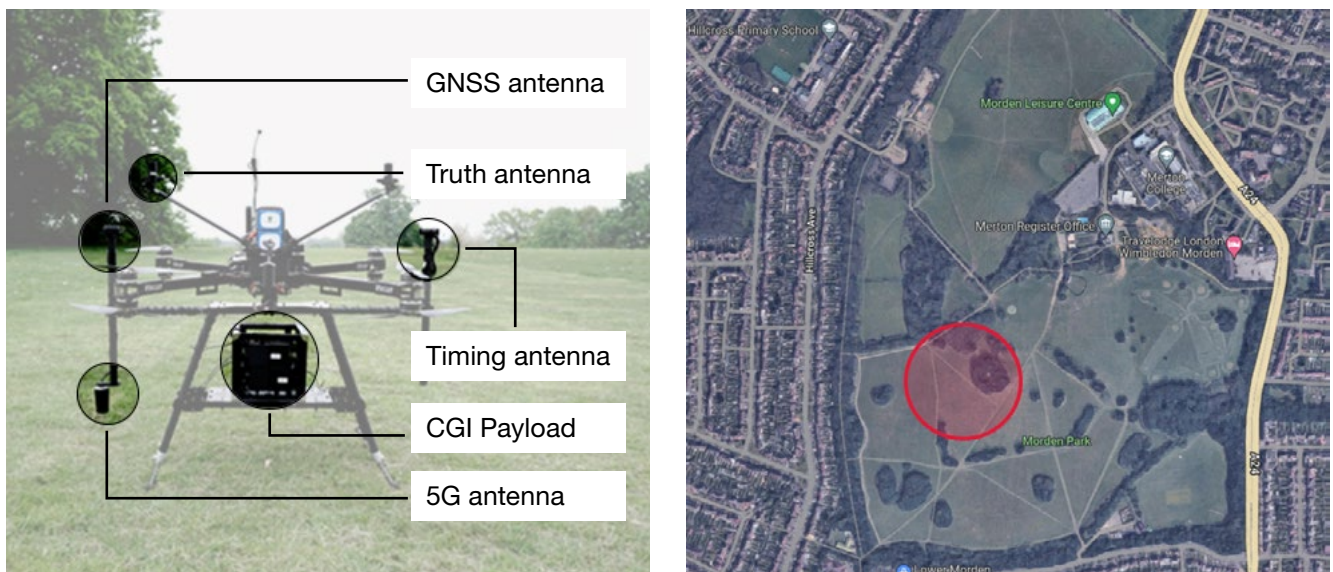 GNSS antenna
Truth antenna
Timing antenna
CGI Payload
5G antenna
Hillcross Primary School
Morden Leisure Centre
Merton
College
A24
Merton Register Office
Travelodge London
Wimbledon Morden
Hillcross Ave
Morden Park
A24
Lower Morden